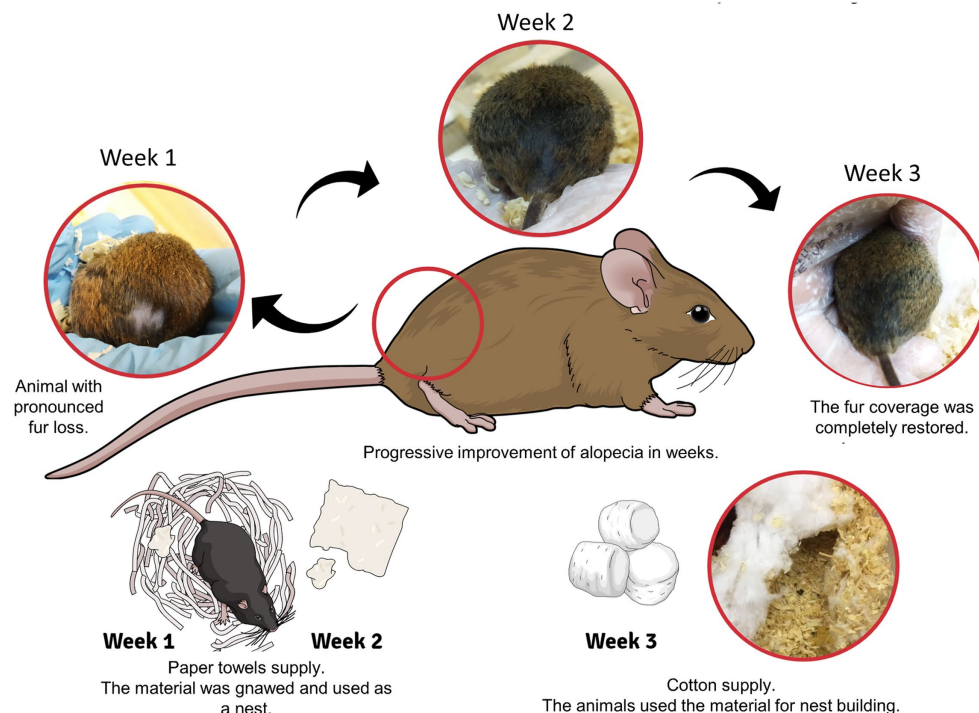 Week 2
Week 1
Week 3
Animal with
pronounced
fur loss.
The fur coverage was
completely restored.
Progressive improvement of alopecia in weeks.
Week 1
Week 2
Paper towels supply.
The material was gnawed and used as
a nest.
Week 3
Cotton supply.
The animals used the material for nest building.